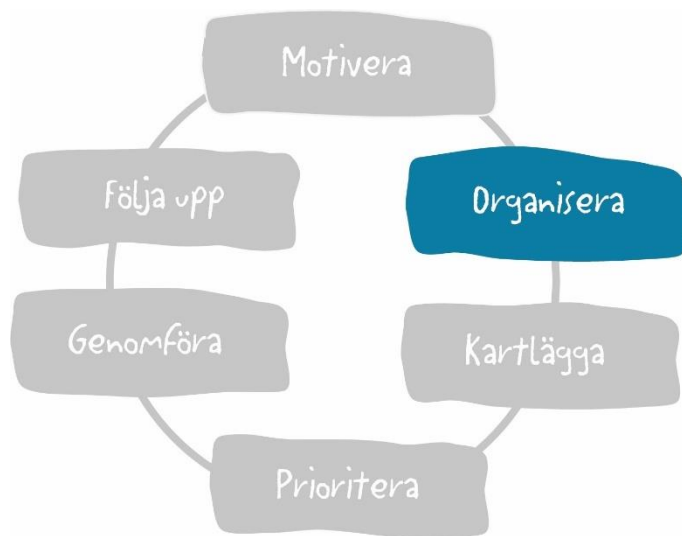 Motivera
Organisera
Kartlägga
Prioritera
Genomföra
Följa upp